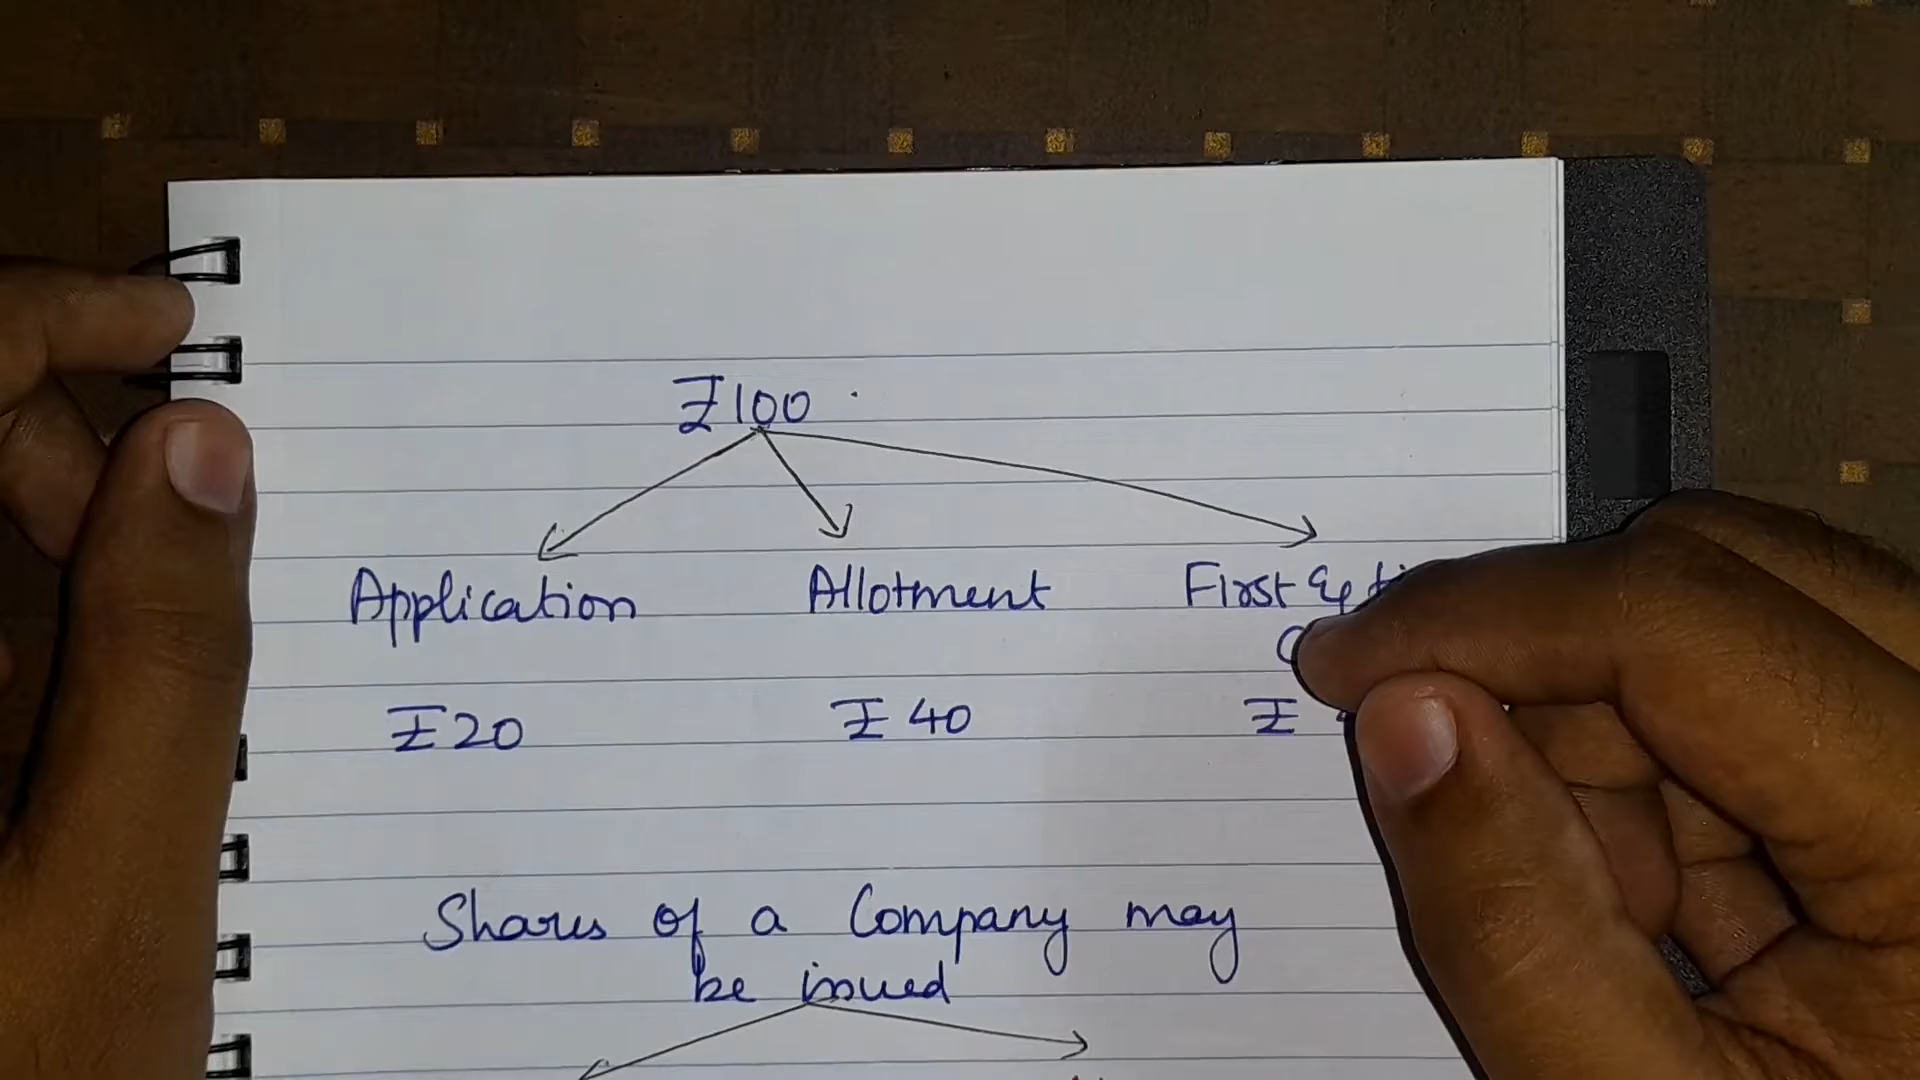 ₹100
Application Allotment First &
₹20 ₹ 40 ₹
Shares of a Company may
be issued